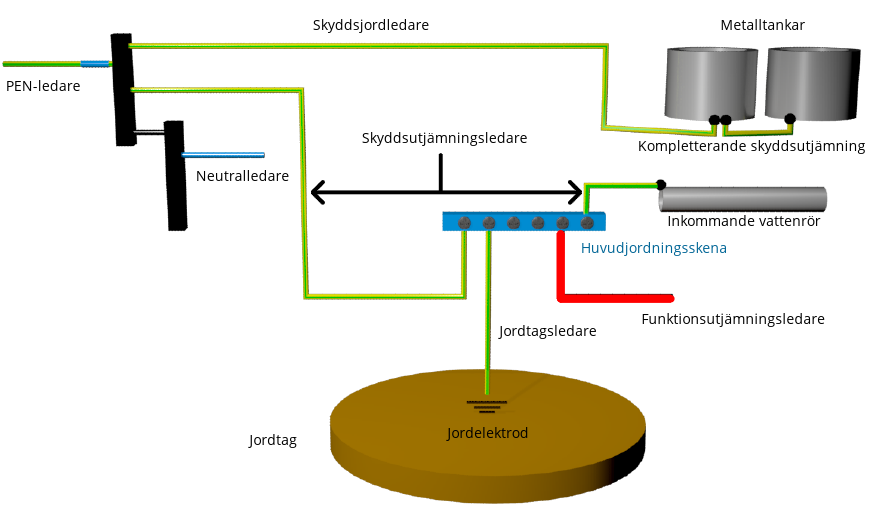 Skyddsjordledare
Metalltankar
PEN-ledare
Skyddsutjämningsledare
Kompletterande skyddsutjämning
Neutralledare
Inkommande vattenrör
Huvudjordningsskena
Funktionsutjämningsledare
Jordtagsledare
Jordelektrod
Jordtag